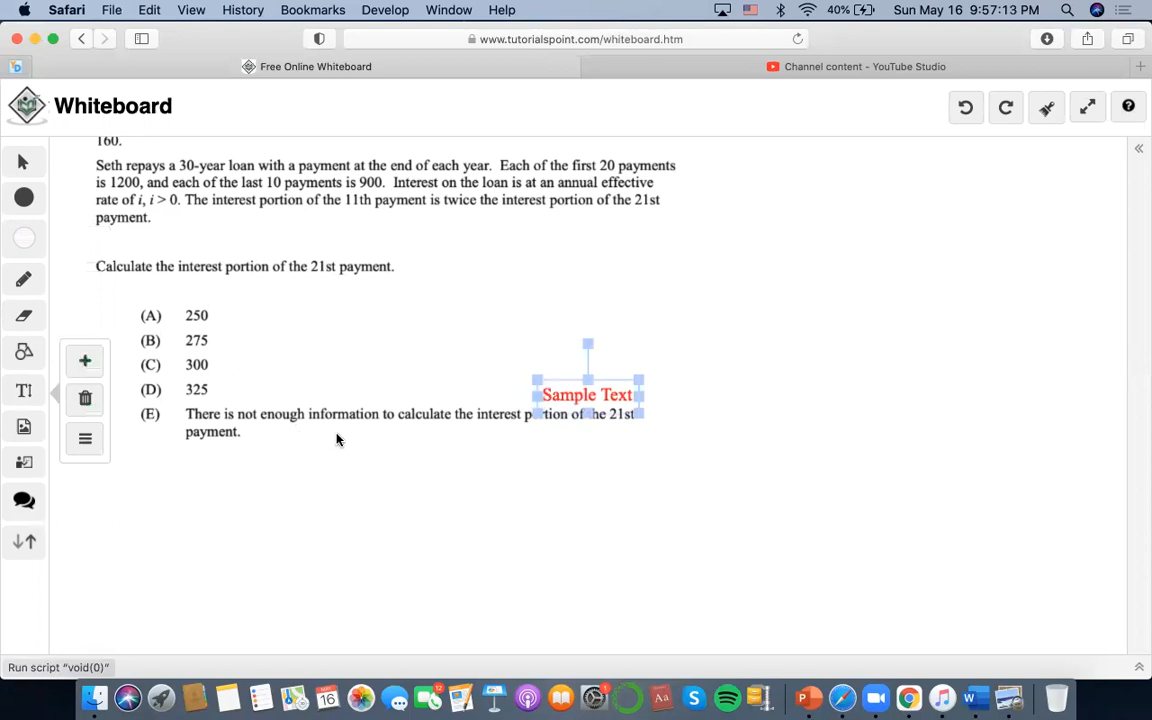 Safari File Edit View History Bookmarks Develop Window Help 40% Sun May 16 9:57:13 PM
www.tutorialspoint.com/whiteboard.htm
Free Online Whiteboard Channel content - YouTube Studio
Whiteboard
160.
Seth repays a 30-year loan with a payment at the end of each year. Each of the first 20 payments
is 1200, and each of the last 10 payments is 900. Interest on the loan is at an annual effective
rate of i, i > 0. The interest portion of the 11th payment is twice the interest portion of the 21st
payment.
Calculate the interest portion of the 21st payment.
(A) 250
(B) 275
(C) 300
(D) 325
Sample Text
(E) There is not enough information to calculate the interest portion of the 21st
payment.
Run script "void(0)"